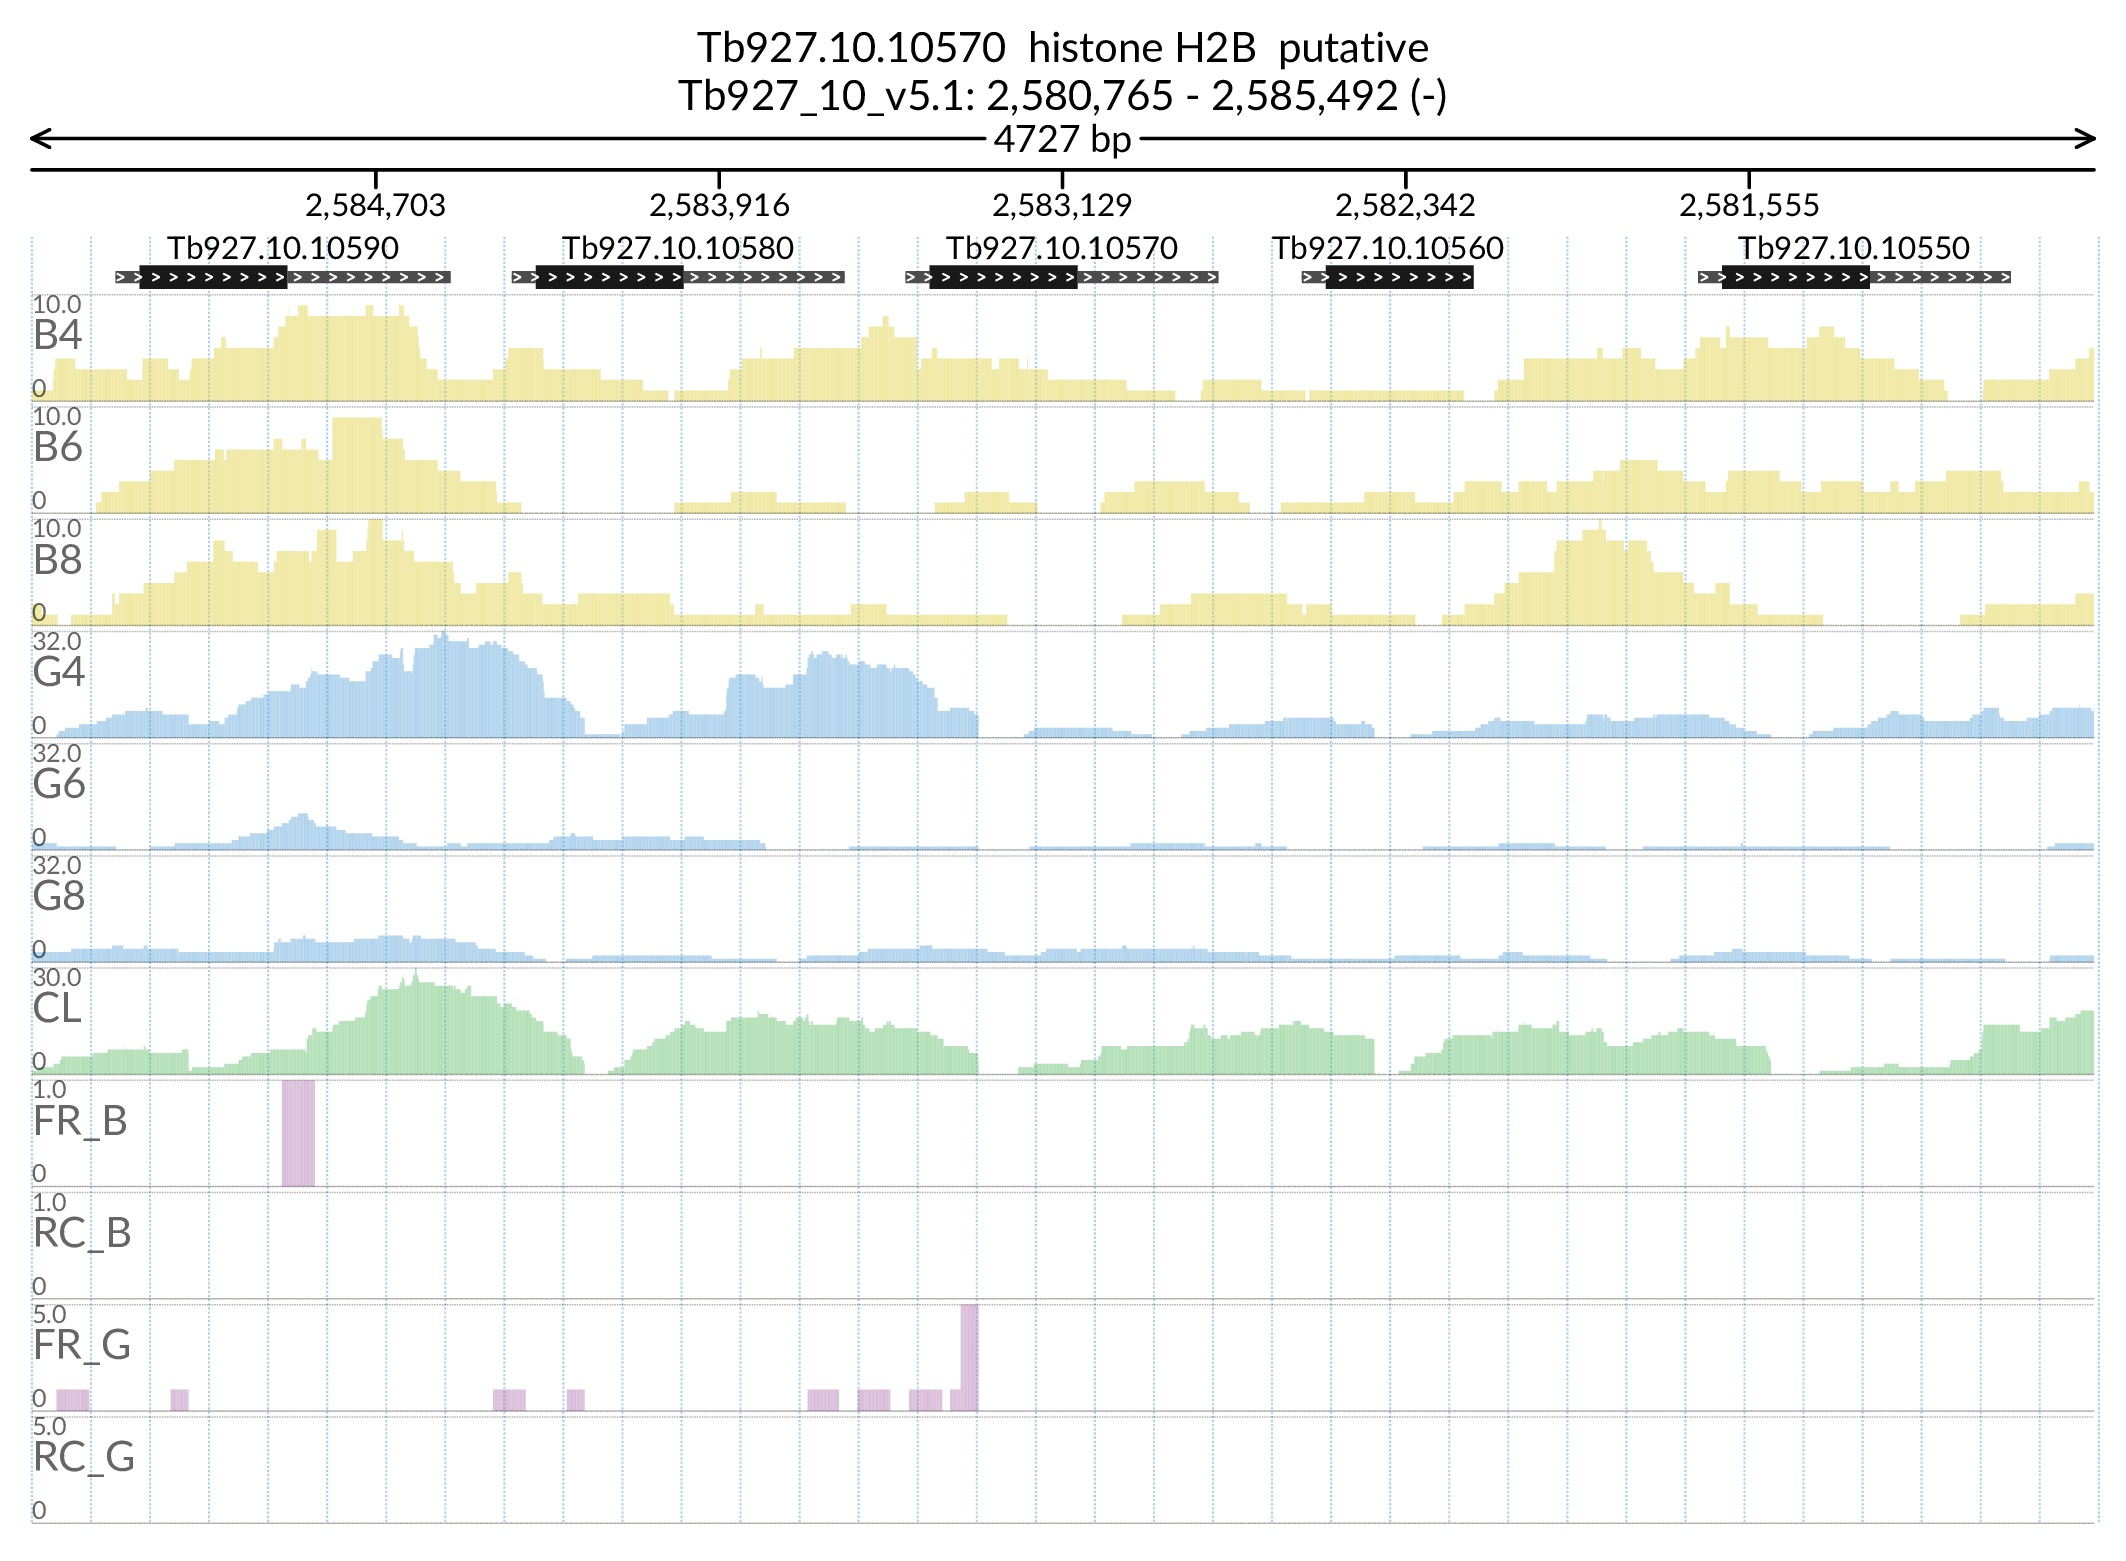 Tb927.10.10570  histone H2B  putative
Tb927_10_v5.1: 2,580,765 - 2,585,492 (-)
4727 bp
2,584,703 2,583,916 2,583,129 2,582,342 2,581,555
Tb927.10.10590 Tb927.10.10580 Tb927.10.10570 Tb927.10.10560 Tb927.10.10550
10.0
B4
0
10.0
B6
0
10.0
B8
0
32.0
G4
0
32.0
G6
0
32.0
G8
0
30.0
CL
0
1.0
FR_B
0
1.0
RC_B
0
5.0
FR_G
0
5.0
RC_G
0